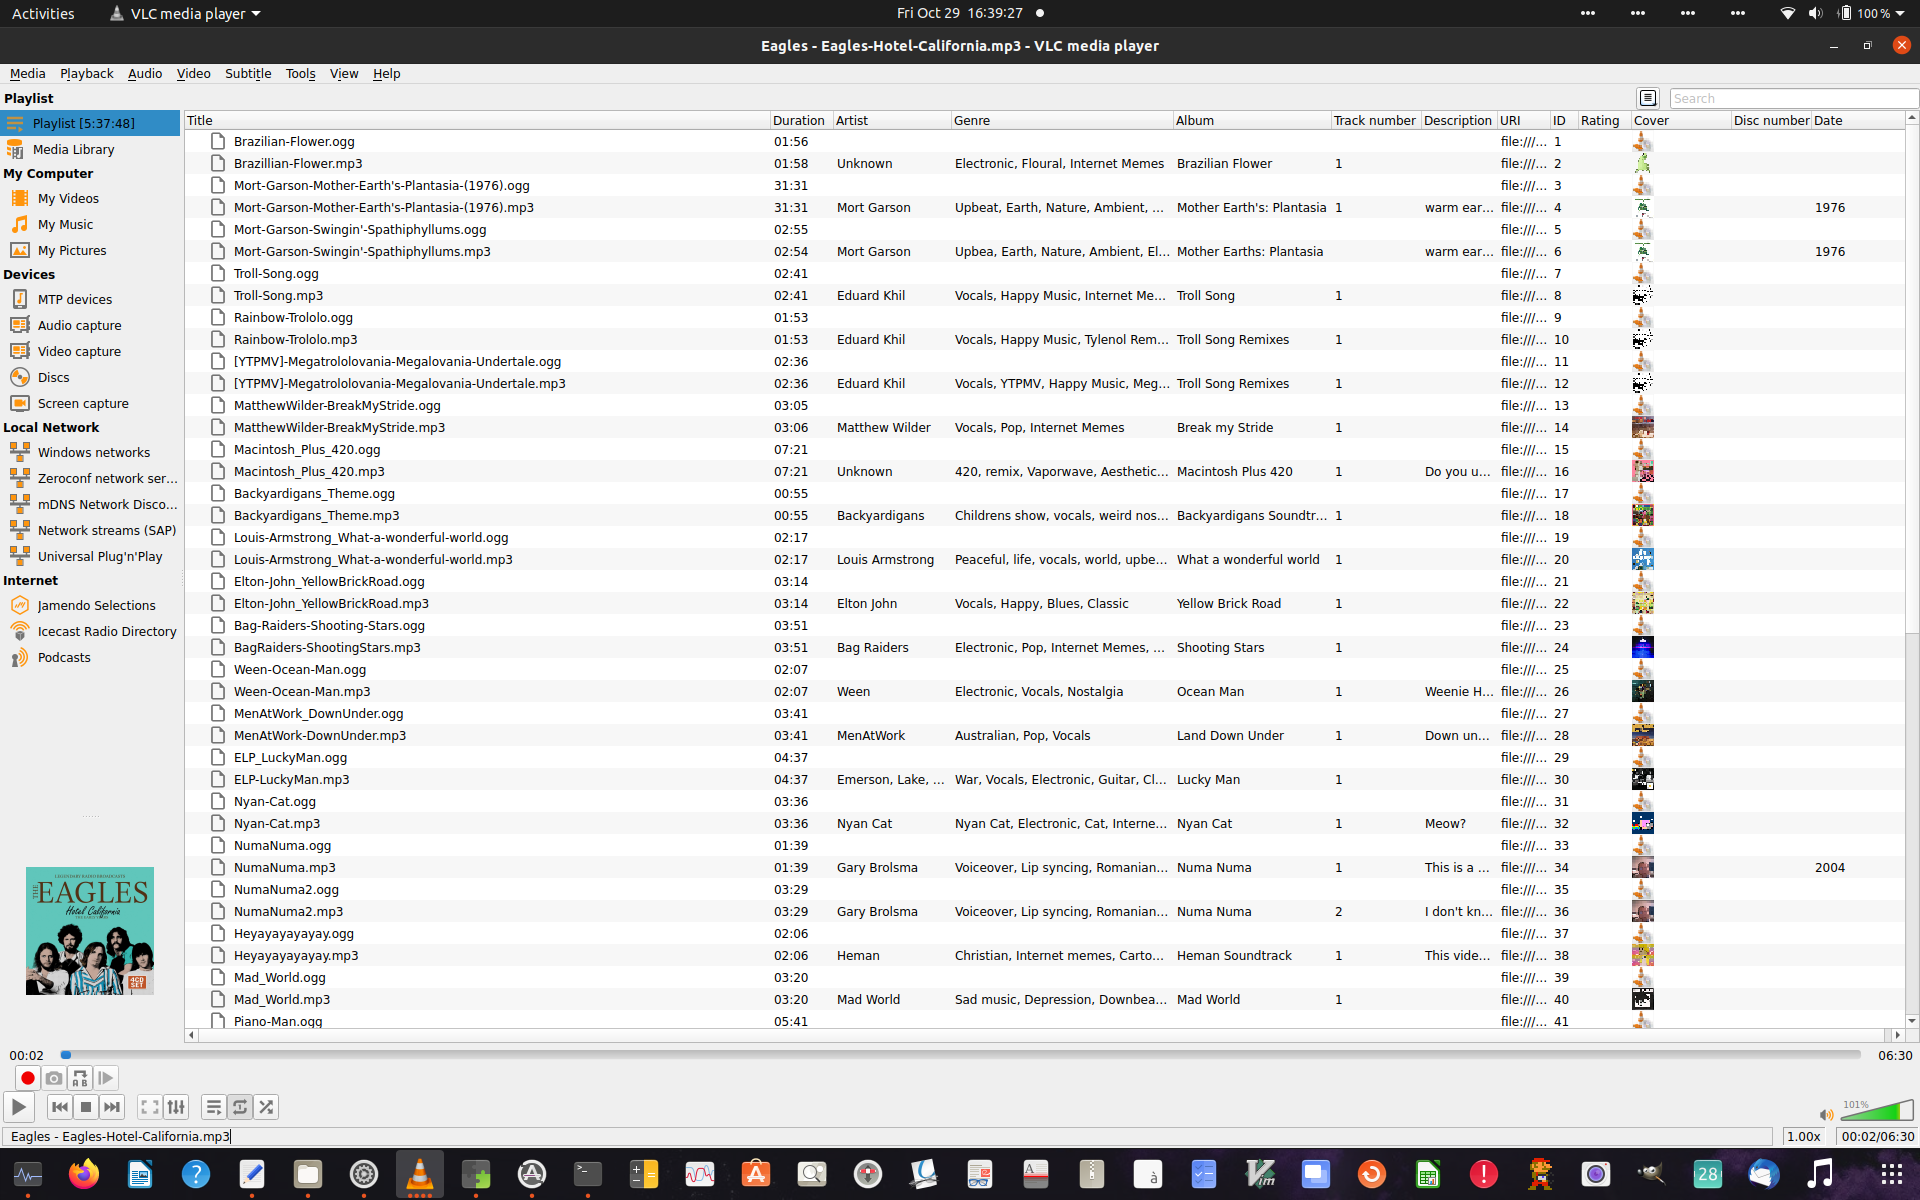 Activities VLC media player Fri Oct 29 16:39:27 100 %
Eagles - Eagles-Hotel-California.mp3 - VLC media player
Media Playback Audio Video Subtitle Tools View Help
Playlist Search
Playlist [5:37:48]
Media Library
My Computer
My Videos
My Music
My Pictures
Devices
MTP devices
Audio capture
Video capture
Discs
Screen capture
Local Network
Windows networks
Zeroconf network ser...
mDNS Network Disco...
Network streams (SAP)
Universal Plug'n'Play
Internet
Jamendo Selections
Icecast Radio Directory
Podcasts
Title Duration Artist Genre Album Track number Description URI ID Rating Cover Disc number Date
Brazilian-Flower.ogg 01:56 file:///... 1
Brazillian-Flower.mp3 01:58 Unknown Electronic, Floural, Internet Memes Brazilian Flower 1 file:///... 2
Mort-Garson-Mother-Earth's-Plantasia-(1976).ogg 31:31 file:///... 3
Mort-Garson-Mother-Earth's-Plantasia-(1976).mp3 31:31 Mort Garson Upbeat, Earth, Nature, Ambient, ... Mother Earth's: Plantasia 1 warm ear... file:///... 4 1976
Mort-Garson-Swingin'-Spathiphyllums.ogg 02:55 file:///... 5
Mort-Garson-Swingin'-Spathiphyllums.mp3 02:54 Mort Garson Upbea, Earth, Nature, Ambient, El... Mother Earths: Plantasia warm ear... file:///... 6 1976
Troll-Song.ogg 02:41 file:///... 7
Troll-Song.mp3 02:41 Eduard Khil Vocals, Happy Music, Internet Me... Troll Song 1 file:///... 8
Rainbow-Trololo.ogg 01:53 file:///... 9
Rainbow-Trololo.mp3 01:53 Eduard Khil Vocals, Happy Music, Tylenol Rem... Troll Song Remixes 1 file:///... 10
[YTPMV]-Megatrololovania-Megalovania-Undertale.ogg 02:36 file:///... 11
[YTPMV]-Megatrololovania-Megalovania-Undertale.mp3 02:36 Eduard Khil Vocals, YTPMV, Happy Music, Meg... Troll Song Remixes 1 file:///... 12
MatthewWilder-BreakMyStride.ogg 03:05 file:///... 13
MatthewWilder-BreakMyStride.mp3 03:06 Matthew Wilder Vocals, Pop, Internet Memes Break my Stride 1 file:///... 14
Macintosh_Plus_420.ogg 07:21 file:///... 15
Macintosh_Plus_420.mp3 07:21 Unknown 420, remix, Vaporwave, Aesthetic... Macintosh Plus 420 1 Do you u... file:///... 16
Backyardigans_Theme.ogg 00:55 file:///... 17
Backyardigans_Theme.mp3 00:55 Backyardigans Childrens show, vocals, weird nos... Backyardigans Soundtr... 1 file:///... 18
Louis-Armstrong_What-a-wonderful-world.ogg 02:17 file:///... 19
Louis-Armstrong_What-a-wonderful-world.mp3 02:17 Louis Armstrong Peaceful, life, vocals, world, upbe... What a wonderful world 1 file:///... 20
Elton-John_YellowBrickRoad.ogg 03:14 file:///... 21
Elton-John_YellowBrickRoad.mp3 03:14 Elton John Vocals, Happy, Blues, Classic Yellow Brick Road 1 file:///... 22
Bag-Raiders-Shooting-Stars.ogg 03:51 file:///... 23
BagRaiders-ShootingStars.mp3 03:51 Bag Raiders Electronic, Pop, Internet Memes, ... Shooting Stars 1 file:///... 24
Ween-Ocean-Man.ogg 02:07 file:///... 25
Ween-Ocean-Man.mp3 02:07 Ween Electronic, Vocals, Nostalgia Ocean Man 1 Weenie H... file:///... 26
MenAtWork_DownUnder.ogg 03:41 file:///... 27
MenAtWork-DownUnder.mp3 03:41 MenAtWork Australian, Pop, Vocals Land Down Under 1 Down un... file:///... 28
ELP_LuckyMan.ogg 04:37 file:///... 29
ELP-LuckyMan.mp3 04:37 Emerson, Lake, ... War, Vocals, Electronic, Guitar, Cl... Lucky Man 1 file:///... 30
Nyan-Cat.ogg 03:36 file:///... 31
Nyan-Cat.mp3 03:36 Nyan Cat Nyan Cat, Electronic, Cat, Interne... Nyan Cat 1 Meow? file:///... 32
NumaNuma.ogg 01:39 file:///... 33
NumaNuma.mp3 01:39 Gary Brolsma Voiceover, Lip syncing, Romanian... Numa Numa 1 This is a ... file:///... 34 2004
NumaNuma2.ogg 03:29 file:///... 35
NumaNuma2.mp3 03:29 Gary Brolsma Voiceover, Lip syncing, Romanian... Numa Numa 2 I don't kn... file:///... 36
Heyayayayayay.ogg 02:06 file:///... 37
Heyayayayayay.mp3 02:06 Heman Christian, Internet memes, Carto... Heman Soundtrack 1 This vide... file:///... 38
Mad_World.ogg 03:20 file:///... 39
Mad_World.mp3 03:20 Mad World Sad music, Depression, Downbea... Mad World 1 file:///... 40
Piano-Man.ogg 05:41 file:///... 41
LEGENDARY RADIO BROADCAST
THE EAGLES
Hotel California
4CD SET
00:02 06:30
A B
101%
Eagles - Eagles-Hotel-California.mp3 1.00x 00:02/06:30
28